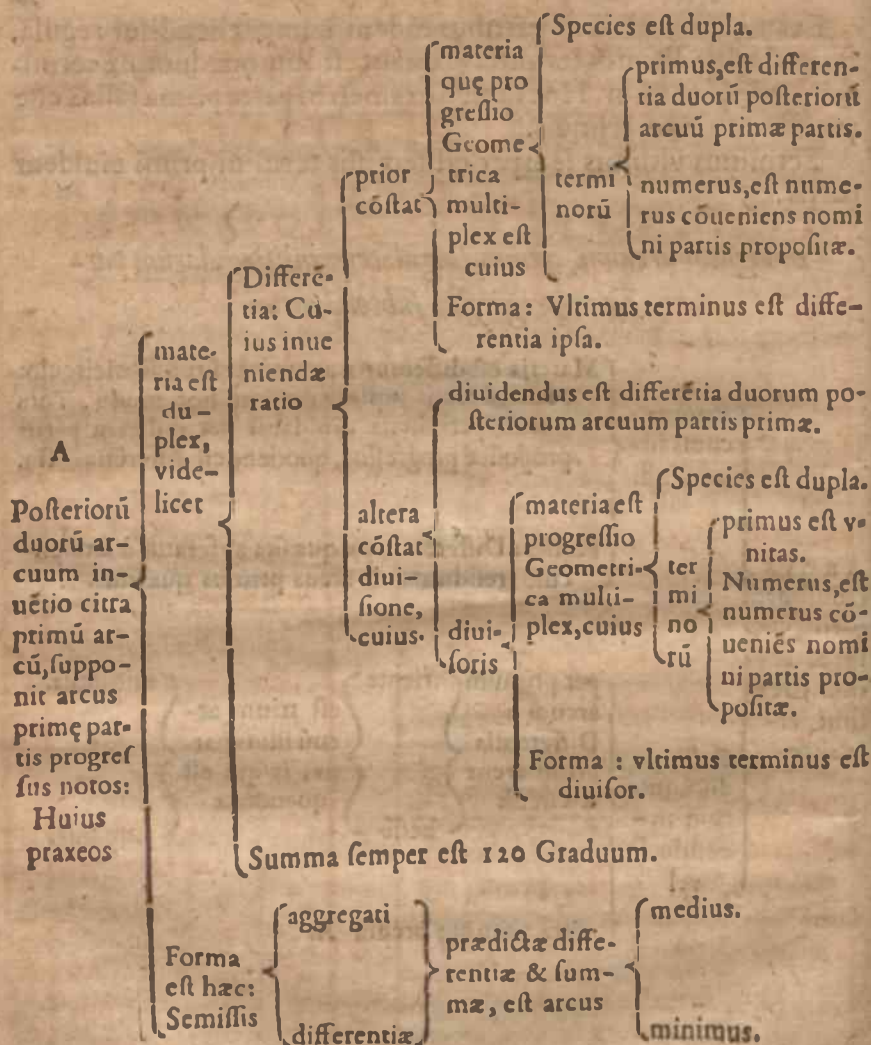 A
Posteriorũ
duorũ ar-
cuum in-
uẽtio citra
primũ ar-
cũ, suppo-
nit arcus
primę par-
tis progres
sus notos:
Huius
praxeos
mate-
ria est
du-
plex,
vide-
licet
Differẽ-
tia: Cu-
ius inue
niendæ
ratio
prior
cõstat
materia
quę pro
gressio
Geome
trica
multi-
plex est
cuius
Species est dupla.
termi
norũ
primus, est differen-
tia duorũ posteriorũ
arcuũ primæ partis.
numerus, est nume-
rus cõueniens nomi
ni partis propositæ.
Forma: Vltimus terminus est diffe-
rentia ipsa.
altera
cõstat
diui-
sione,
cuius.
diuidendus est differẽtia duorum po-
steriorum arcuum partis primæ.
diui-
soris
materia est
progressio
Geometri-
ca multi-
plex, cuius
Species est dupla.
ter
mi
no
rũ
primus est v-
nitas.
Numerus, est
numerus cõ-
ueniẽs nomi
ni partis pro-
positæ.
Forma: vltimus terminus est
diuisor.
Summa semper est 120 Graduum.
Forma
est hæc:
Semissis
aggregati
differentiæ
prædictæ diffe-
rentiæ & sum-
mæ, est arcus
medius.
minimus.